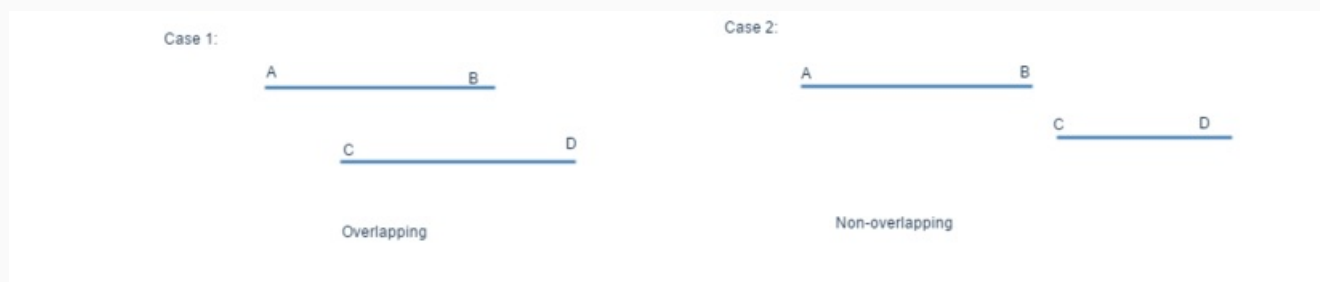 Case 1:
A B
C D
Overlapping
Case 2:
A B
C D
Non-overlapping